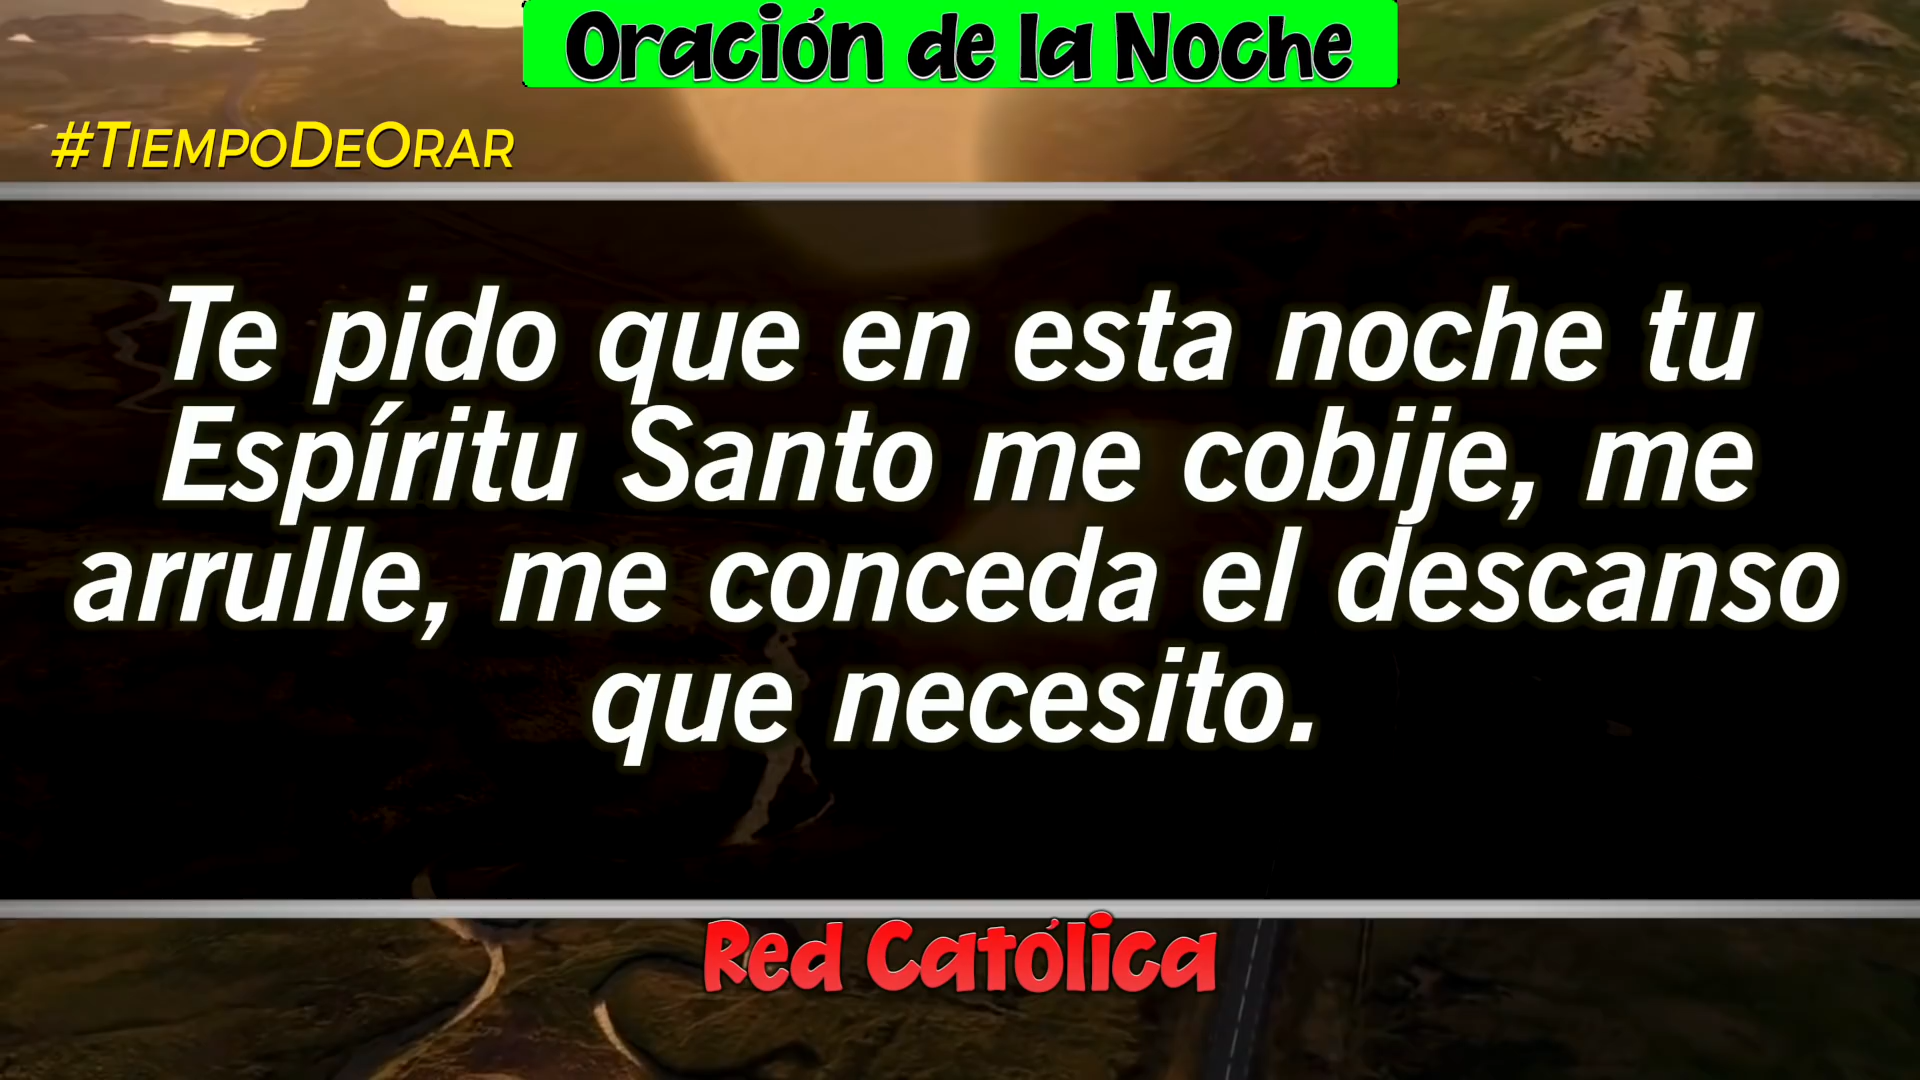 Oración de la Noche
#TiempoDeOrar
Te pido que en esta noche tu
Espíritu Santo me cobije, me
arrulle, me conceda el descanso
que necesito.
Red Católica